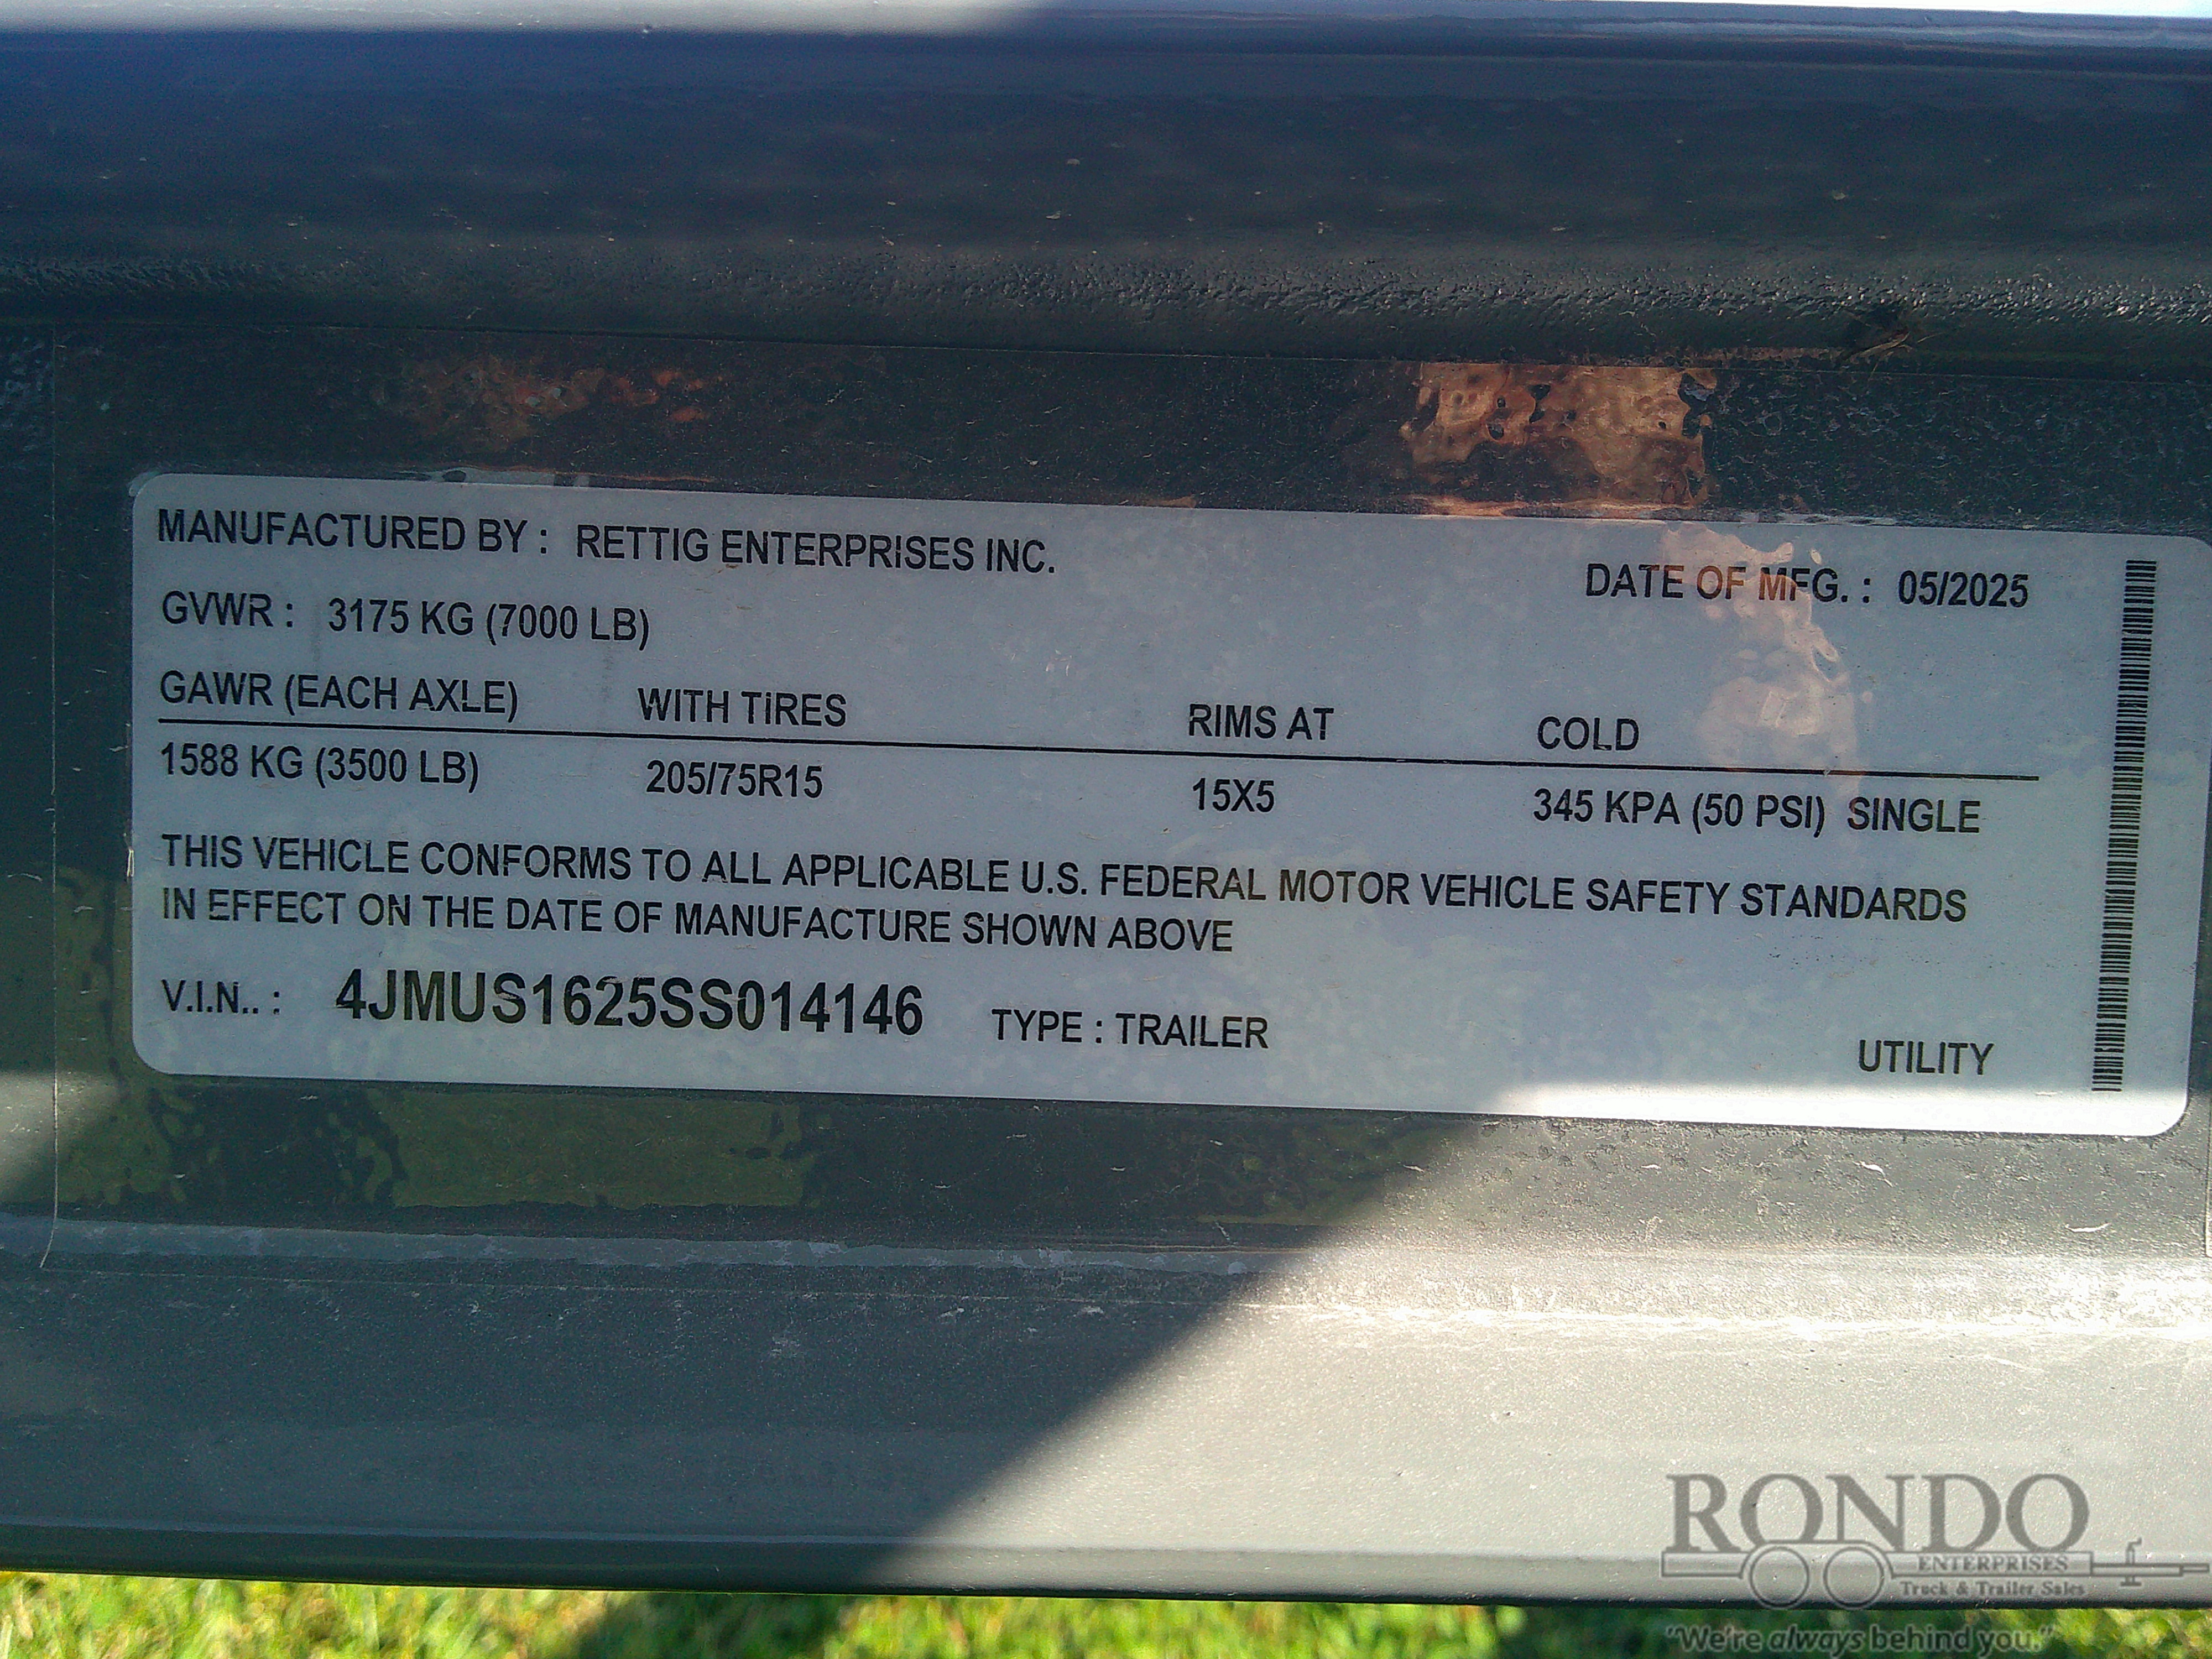 MANUFACTURED BY : RETTIG ENTERPRISES INC.
DATE OF MFG. : 05/2025
GVWR : 3175 KG (7000 LB)
GAWR (EACH AXLE) WITH TIRES RIMS AT COLD
1588 KG (3500 LB) 205/75R15 15X5 345 KPA (50 PSI) SINGLE
THIS VEHICLE CONFORMS TO ALL APPLICABLE U.S. FEDERAL MOTOR VEHICLE SAFETY STANDARDS
IN EFFECT ON THE DATE OF MANUFACTURE SHOWN ABOVE
V.I.N.. : 4JMUS1625SS014146 TYPE : TRAILER UTILITY
RONDO
ENTERPRISES
Truck & Trailer Sales
"We're always behind you."